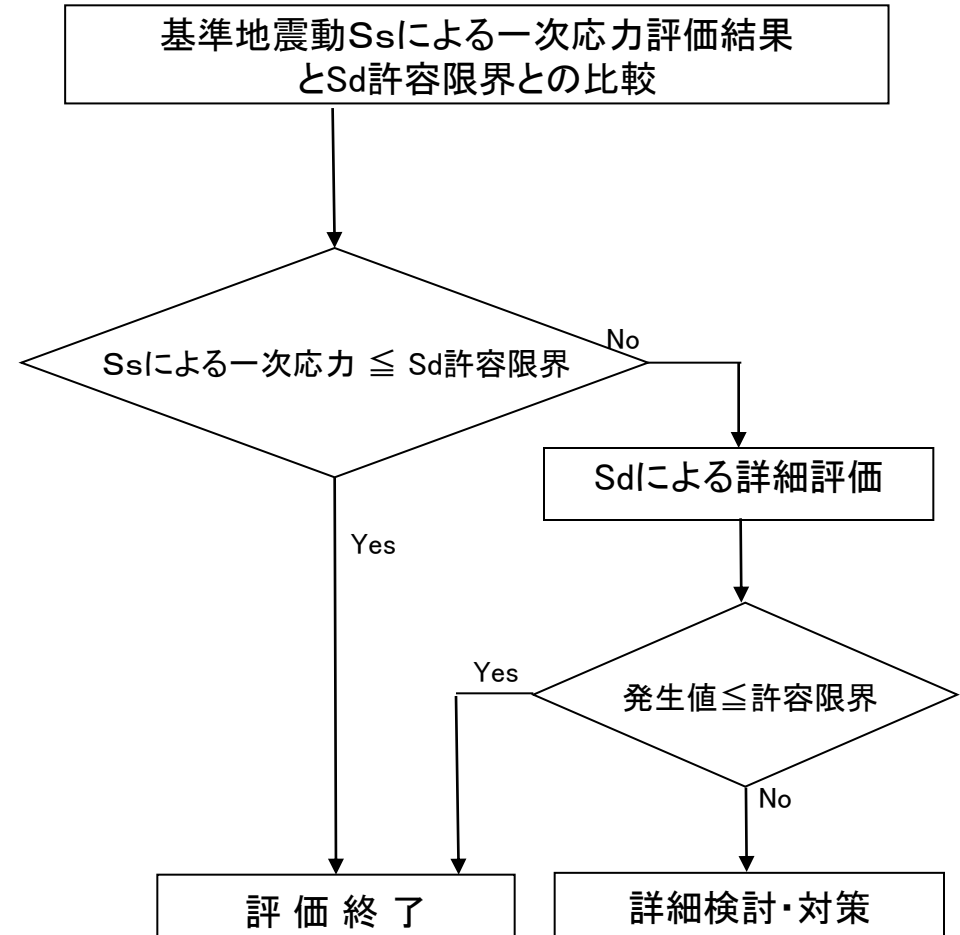 基準地震動Ssによる一次応力評価結果
とSd許容限界との比較
No
Ssによる一次応力 ≦ Sd許容限界
Sdによる詳細評価
Yes
Yes
発生値≦許容限界
No
評 価 終 了
詳細検討・対策